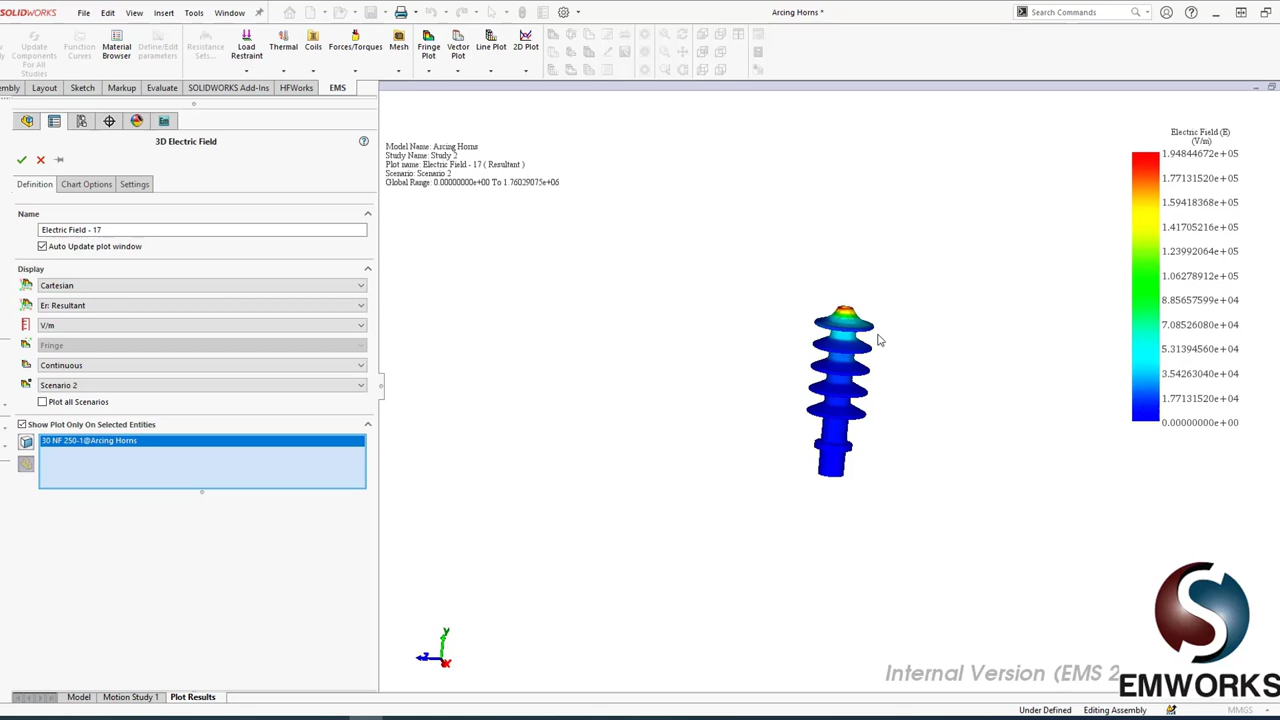 SOLIDWORKS
File
Edit
View
Insert
Tools
Window
Arcing Horns *
Search Commands
Update
Components
For All
Studies
Function
Curves
Material
Browser
Define/Edit
parameters
Resistance
Sets...
Load
Restraint
Thermal
Coils
Forces/Torques
Mesh
Fringe
Plot
Vector
Plot
Line Plot
2D Plot
embly
Layout
Sketch
Markup
Evaluate
SOLIDWORKS Add-Ins
HFWorks
EMS
3D Electric Field
Definition
Chart Options
Settings
Name
Electric Field - 17
Auto Update plot window
Display
Cartesian
Er: Resultant
V/m
Fringe
Continuous
Scenario 2
Plot all Scenarios
Show Plot Only On Selected Entities
30 NF 250-1@Arcing Horns
Model Name: Arcing Horns
Study Name: Study 2
Plot name: Electric Field - 17 ( Resultant )
Scenario: Scenario 2
Global Range: 0.00000000e+00 To 1.76029075e+06
Electric Field (E)
(V/m)
1.94844672e+05
1.77131520e+05
1.59418368e+05
1.41705216e+05
1.23992064e+05
1.06278912e+05
8.85657599e+04
7.08526080e+04
5.31394560e+04
3.54263040e+04
1.77131520e+04
0.00000000e+00
Y
Z
X
Internal Version (EMS 2
EMWORKS
Model
Motion Study 1
Plot Results
Under Defined
Editing Assembly
MMGS